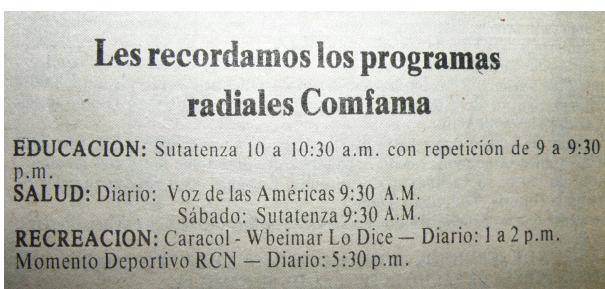 Les recordamos los programas
radiales Comfama
EDUCACION: Sutatenza 10 a 10:30 a.m. con repetición de 9 a 9:30
p.m.
SALUD: Diario: Voz de las Américas 9:30 A.M.
Sábado: Sutatenza 9:30 A.M.
RECREACION: Caracol - Wbeimar Lo Dice — Diario: 1 a 2 p.m.
Momento Deportivo RCN — Diario: 5:30 p.m.